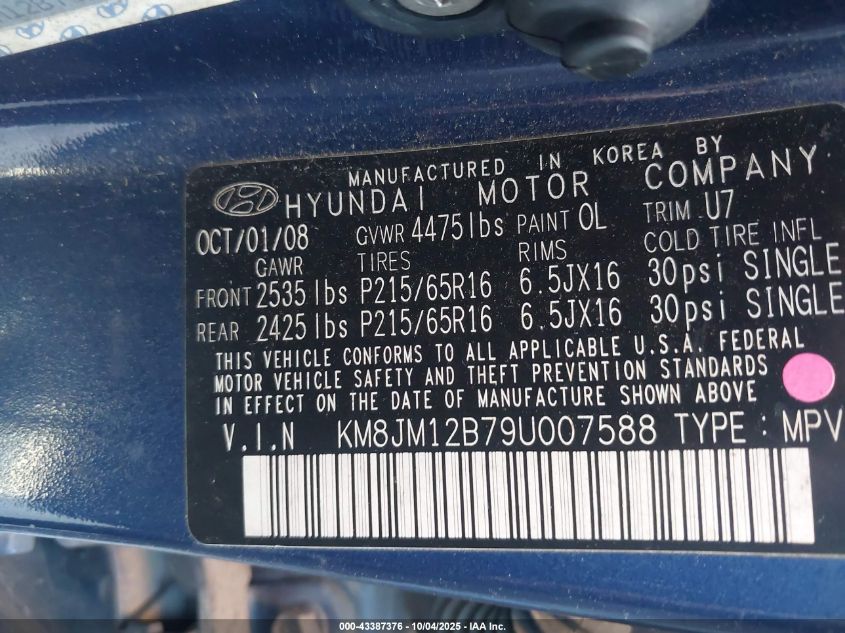 MANUFACTURED IN KOREA BY
HYUNDAI MOTOR COMPANY
OCT/01/08 GVWR 4475lbs PAINT OL TRIM U7
GAWR TIRES RIMS COLD TIRE INFL
FRONT 2535lbs P215/65R16 6.5JX16 30psi SINGLE
REAR 2425lbs P215/65R16 6.5JX16 30psi SINGLE
THIS VEHICLE CONFORMS TO ALL APPLICABLE U.S.A. FEDERAL
MOTOR VEHICLE SAFETY AND THEFT PREVENTION STANDARDS
IN EFFECT ON THE DATE OF MANUFACTURE SHOWN ABOVE
V.I.N KM8JM12B79U007588 TYPE : MPV
000-43387376 - 10/04/2025 - IAA Inc.